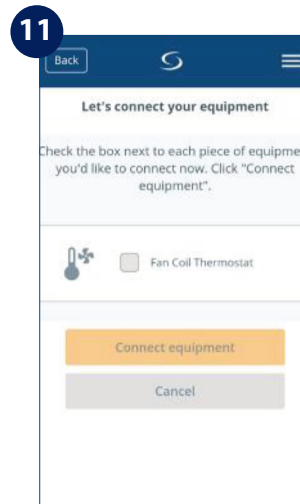 11
Back
Let's connect your equipment
Check the box next to each piece of equipme
you'd like to connect now. Click "Connect
equipment".
Fan Coil Thermostat
Connect equipment
Cancel